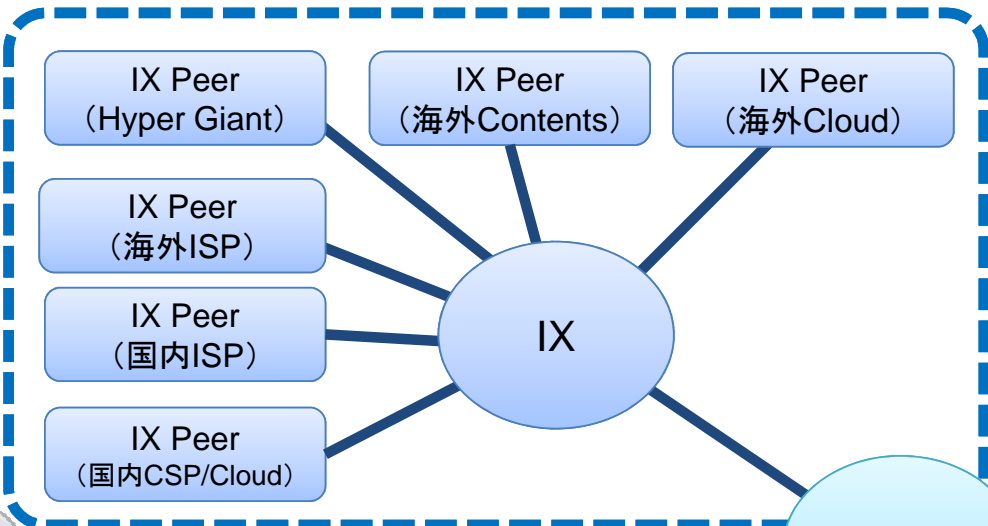 IX Peer
（Hyper Giant）
IX Peer
（海外Contents）
IX Peer
（海外Cloud）
IX Peer
（海外ISP）
IX Peer
（国内ISP）
IX
IX Peer
（国内CSP/Cloud）